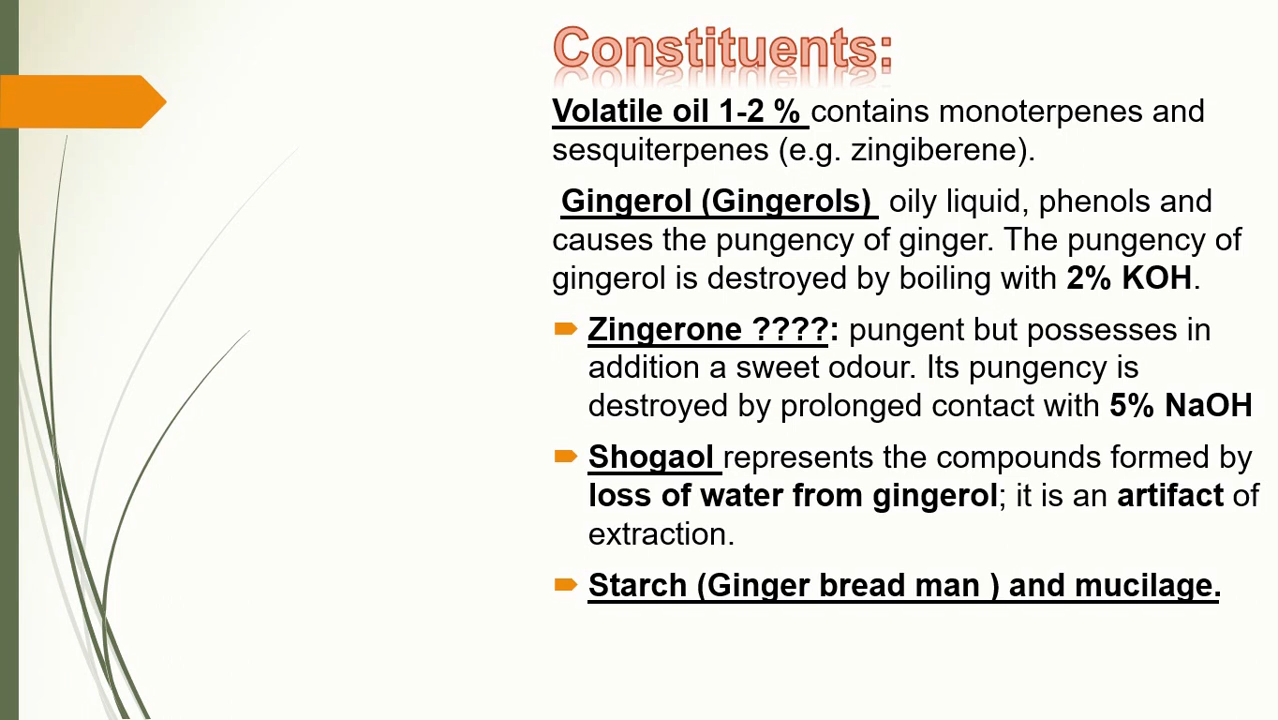 Constituents:
Volatile oil 1-2 % contains monoterpenes and
sesquiterpenes (e.g. zingiberene).
Gingerol (Gingerols) oily liquid, phenols and
causes the pungency of ginger. The pungency of
gingerol is destroyed by boiling with 2% KOH.
Zingerone ????: pungent but possesses in
addition a sweet odour. Its pungency is
destroyed by prolonged contact with 5% NaOH
Shogaol represents the compounds formed by
loss of water from gingerol; it is an artifact of
extraction.
Starch (Ginger bread man ) and mucilage.